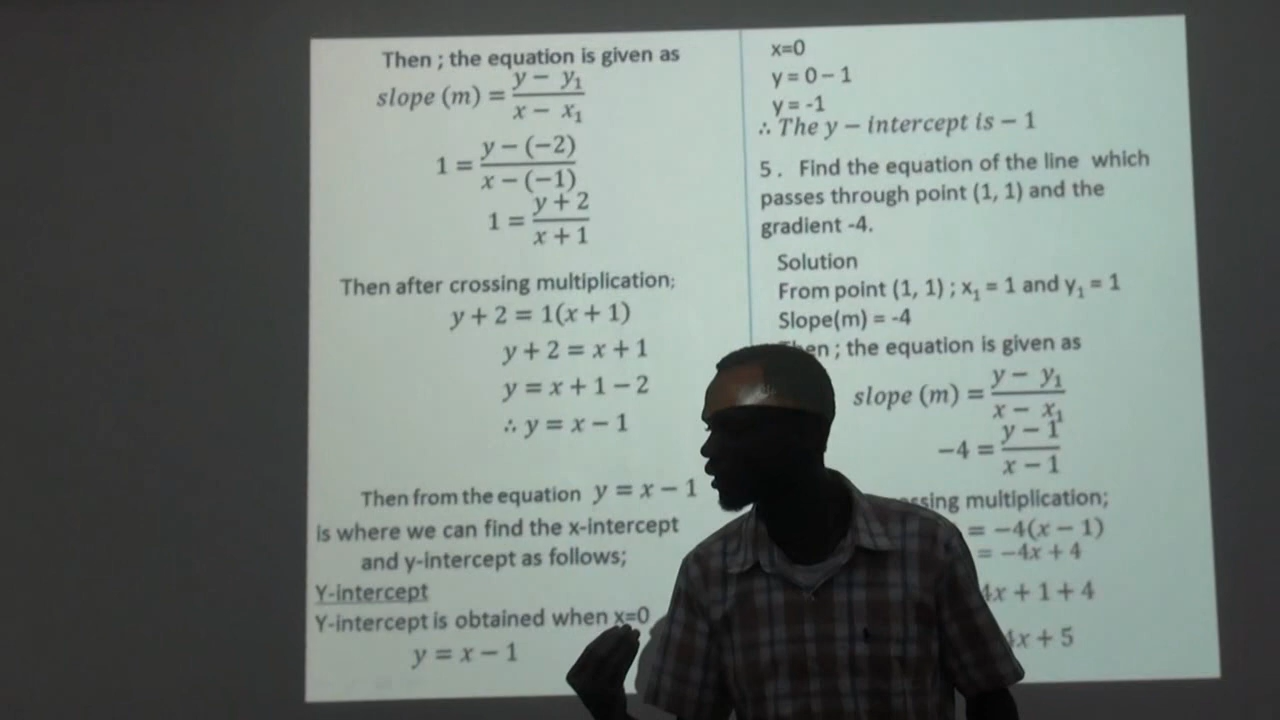 Then ; the equation is given as
slope (m) = (y − y₁)/(x − x₁)
1 = (y − (−2))/(x − (−1))
1 = (y + 2)/(x + 1)
Then after crossing multiplication;
y + 2 = 1(x + 1)
y + 2 = x + 1
y = x + 1 − 2
∴ y = x − 1
Then from the equation y = x − 1
is where we can find the x-intercept
and y-intercept as follows;
Y-intercept
Y-intercept is obtained when x=0
y = x − 1
x=0
y = 0 – 1
y = -1
∴ The y − intercept is − 1
5 . Find the equation of the line which
passes through point (1, 1) and the
gradient -4.
Solution
From point (1, 1) ; x₁ = 1 and y₁ = 1
Slope(m) = -4
; the equation is given as
slope (m) = (y − y₁)/(x − x₁)
−4 = (y − 1)/(x − 1)
multiplication;
= −4(x − 1)
= −4x + 4
4x + 1 + 4
4x + 5